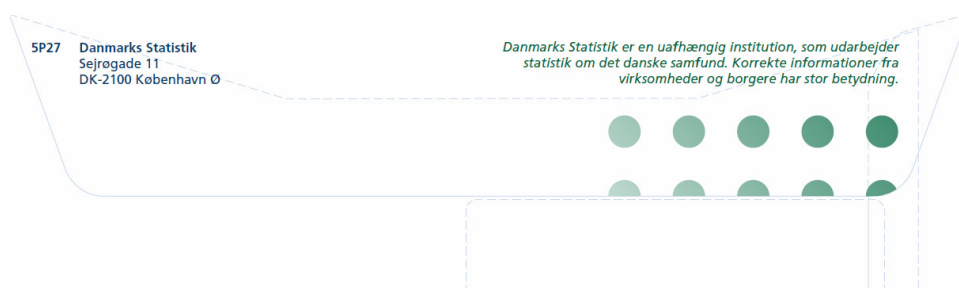 5P27 Danmarks Statistik
Sejrøgade 11
DK-2100 København Ø
Danmarks Statistik er en uafhængig institution, som udarbejder
statistik om det danske samfund. Korrekte informationer fra
virksomheder og borgere har stor betydning.